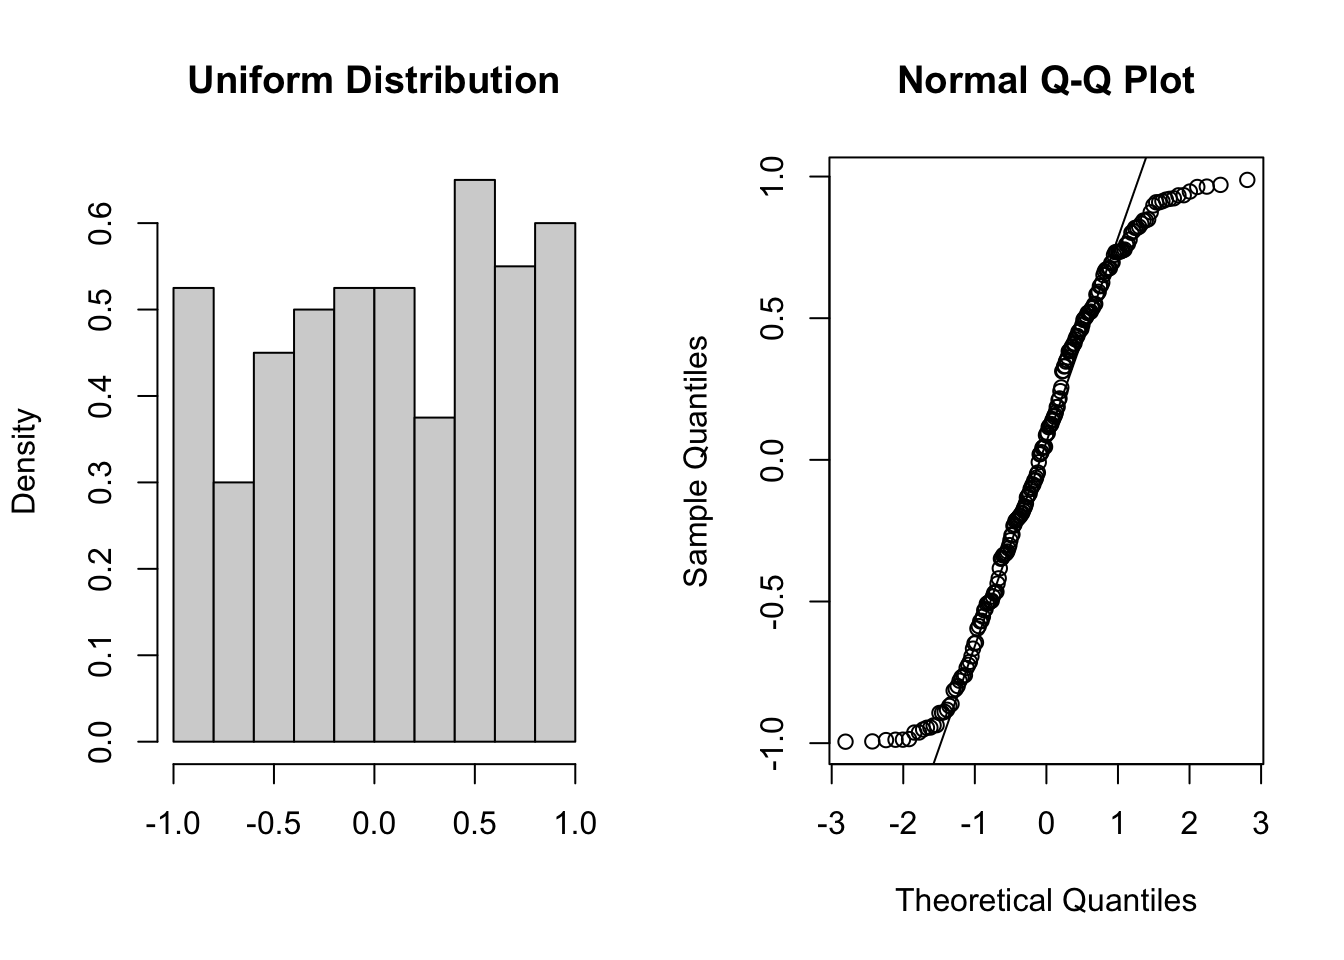 Uniform Distribution
Density
0.0 0.1 0.2 0.3 0.4 0.5 0.6
-1.0 -0.5 0.0 0.5 1.0
Normal Q-Q Plot
Sample Quantiles
-1.0 -0.5 0.0 0.5 1.0
-3 -2 -1 0 1 2 3
Theoretical Quantiles